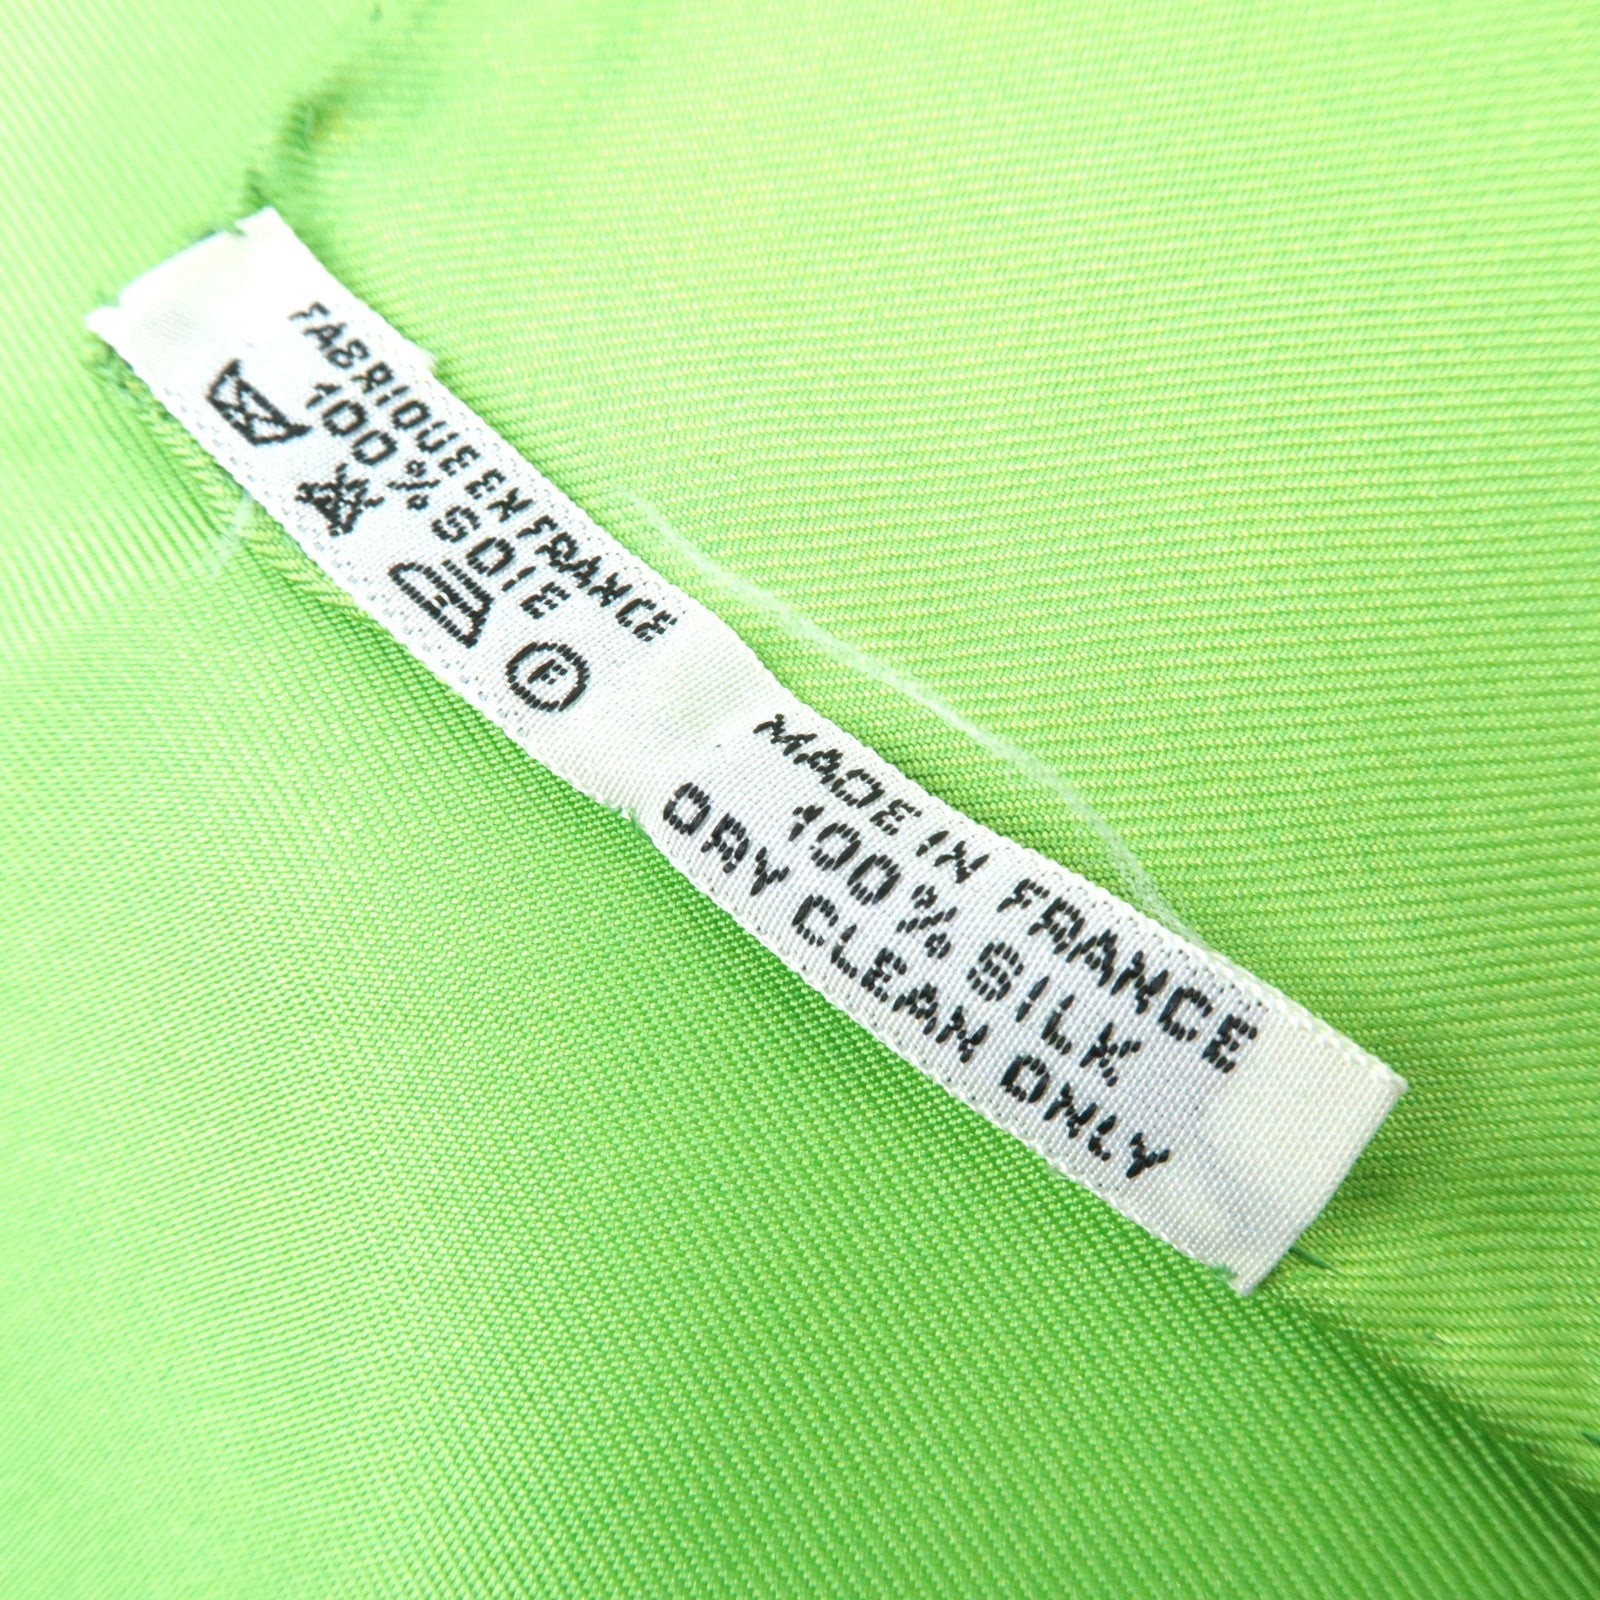 FABRIQUE EN FRANCE
100% SOIE
F
MADE IN FRANCE
100% SILK
DRY CLEAN ONLY